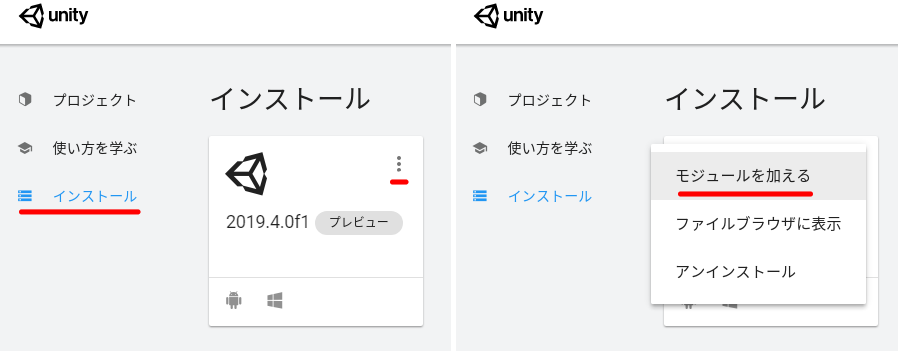 unity
プロジェクト
使い方を学ぶ
インストール
インストール
2019.4.0f1 プレビュー
unity
プロジェクト
使い方を学ぶ
インストール
インストール
モジュールを加える
ファイルブラウザに表示
アンインストール